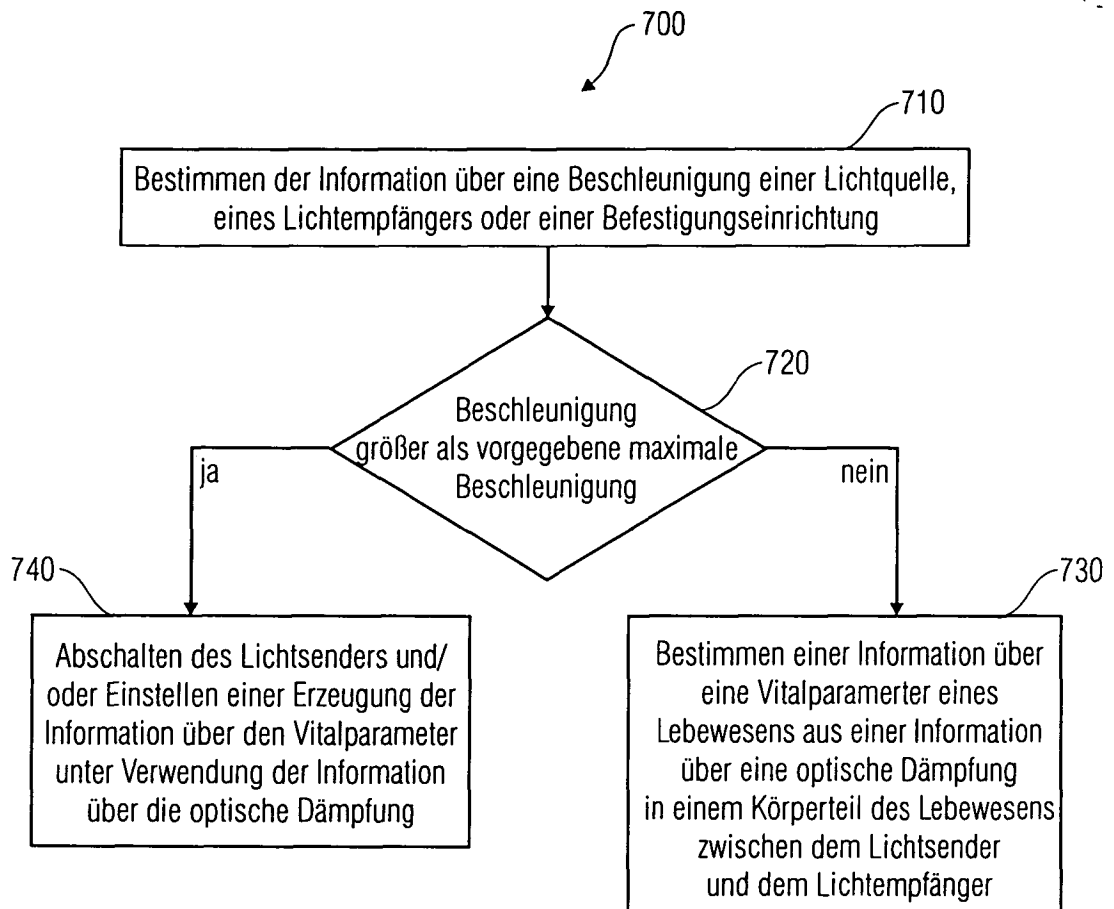 700
710
Bestimmen der Information über eine Beschleunigung einer Lichtquelle,
eines Lichtempfängers oder einer Befestigungseinrichtung
720
Beschleunigung
größer als vorgegebene maximale
Beschleunigung
ja
nein
740
Abschalten des Lichtsenders und/
oder Einstellen einer Erzeugung der
Information über den Vitalparameter
unter Verwendung der Information
über die optische Dämpfung
730
Bestimmen einer Information über
eine Vitalparamerter eines
Lebewesens aus einer Information
über eine optische Dämpfung
in einem Körperteil des Lebewesens
zwischen dem Lichtsender
und dem Lichtempfänger